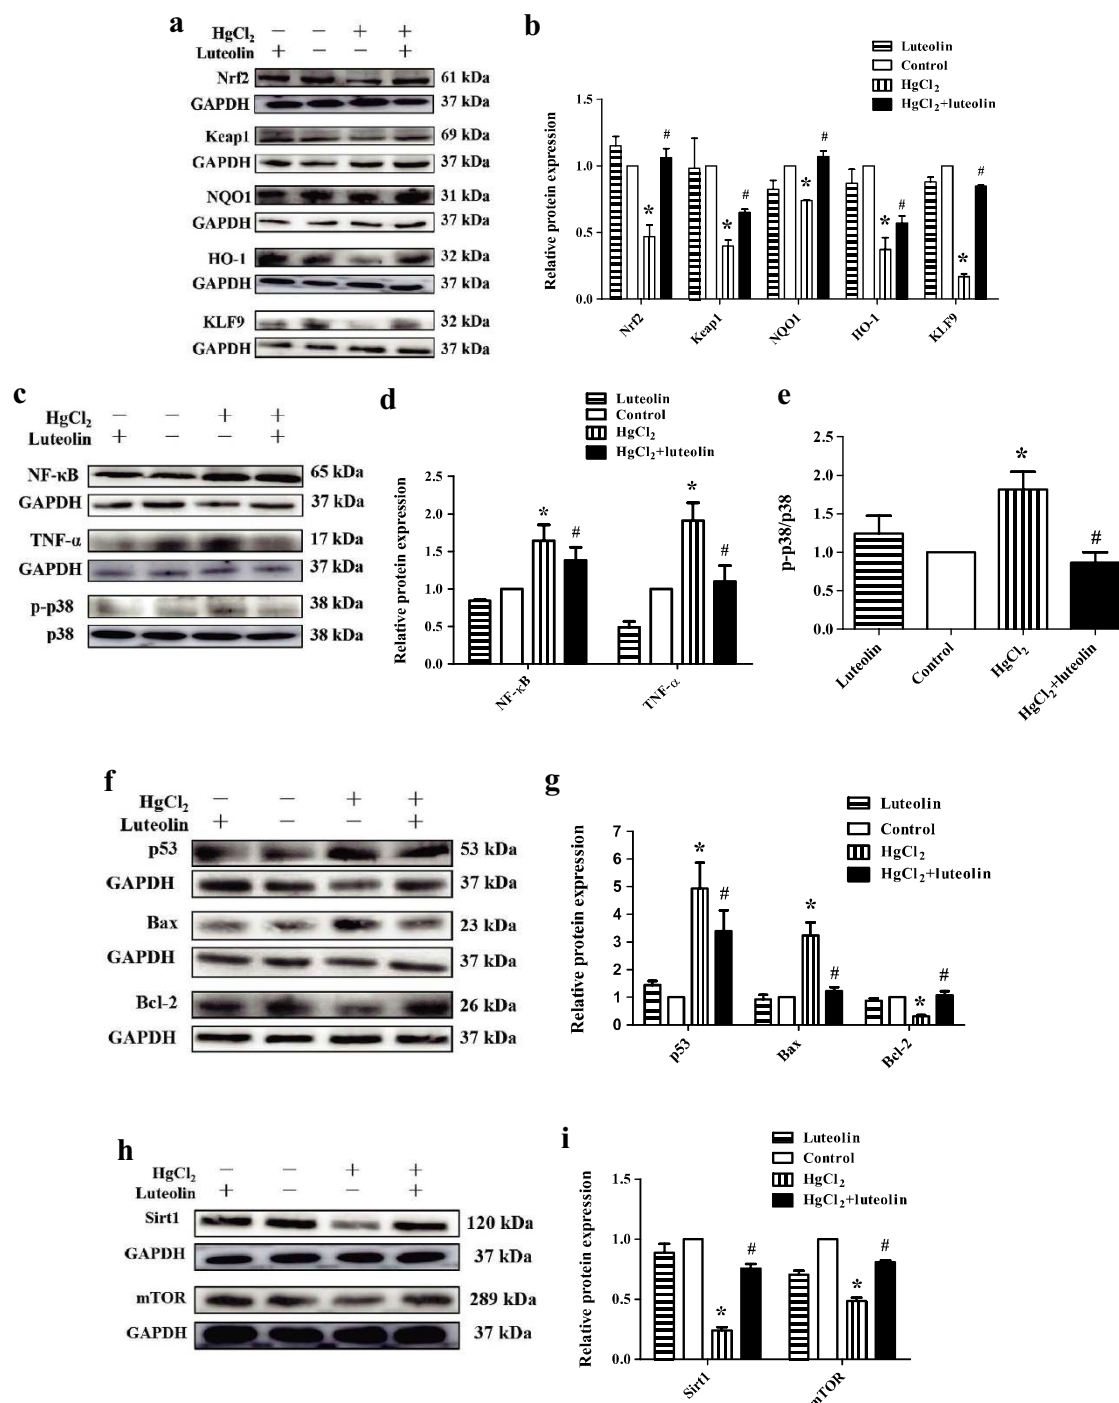 a
HgCl₂ − − + +
Luteolin + − − +
Nrf2 61 kDa
GAPDH 37 kDa
Keap1 69 kDa
GAPDH 37 kDa
NQO1 31 kDa
GAPDH 37 kDa
HO-1 32 kDa
GAPDH 37 kDa
KLF9 32 kDa
GAPDH 37 kDa
b
Luteolin
Control
HgCl₂
HgCl₂+luteolin
Relative protein expression
1.5
1.0
0.5
0.0
# # # # #
* * * * *
Nrf2 Keap1 NQO1 HO-1 KLF9
c
HgCl₂ − − + +
Luteolin + − − +
NF-κB 65 kDa
GAPDH 37 kDa
TNF-α 17 kDa
GAPDH 37 kDa
p-p38 38 kDa
p38 38 kDa
d
Luteolin
Control
HgCl₂
HgCl₂+luteolin
Relative protein expression
2.5
2.0
1.5
1.0
0.5
0.0
* # * #
NF-κB TNF-α
e
p-p38/p38
2.5
2.0
1.5
1.0
0.5
0.0
* #
Luteolin Control HgCl₂ HgCl₂+luteolin
f
HgCl₂ − − + +
Luteolin + − − +
p53 53 kDa
GAPDH 37 kDa
Bax 23 kDa
GAPDH 37 kDa
Bcl-2 26 kDa
GAPDH 37 kDa
g
Luteolin
Control
HgCl₂
HgCl₂+luteolin
Relative protein expression
7
6
5
4
3
2
1
0
* # * # * #
p53 Bax Bcl-2
h
HgCl₂ − − + +
Luteolin + − − +
Sirt1 120 kDa
GAPDH 37 kDa
mTOR 289 kDa
GAPDH 37 kDa
i
Luteolin
Control
HgCl₂
HgCl₂+luteolin
Relative protein expression
1.5
1.0
0.5
0.0
* # * #
Sirt1 mTOR